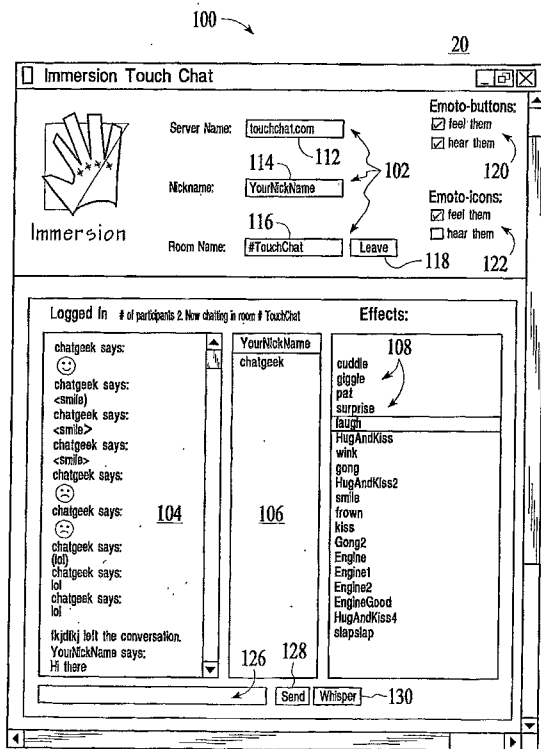 100
20
Immersion Touch Chat
Immersion
Server Name: touchchat.com
112
114
Nickname: YourNickName
102
116
Room Name: #TouchChat Leave
118
Emoto-buttons:
feel them
hear them
120
Emoto-icons:
feel them
hear them
122
Logged In # of participants 2. Now chatting in room # TouchChat
Effects:
chatgeek says:
chatgeek says:
<smile)
chatgeek says:
<smile>
chatgeek says:
<smile>
chatgeek says:
chatgeek says:
chatgeek says:
(lol)
chatgeek says:
lol
chatgeek says:
lol
fkjdfkj left the conversation.
YourNickName says:
Hi there
104
YourNickName
chatgeek
106
108
cuddle
giggle
pat
surprise
laugh
HugAndKiss
wink
gong
HugAndKiss2
smile
frown
kiss
Gong2
Engine
Engine1
Engine2
EngineGood
HugAndKiss4
slapslap
126
128
Send Whisper
130